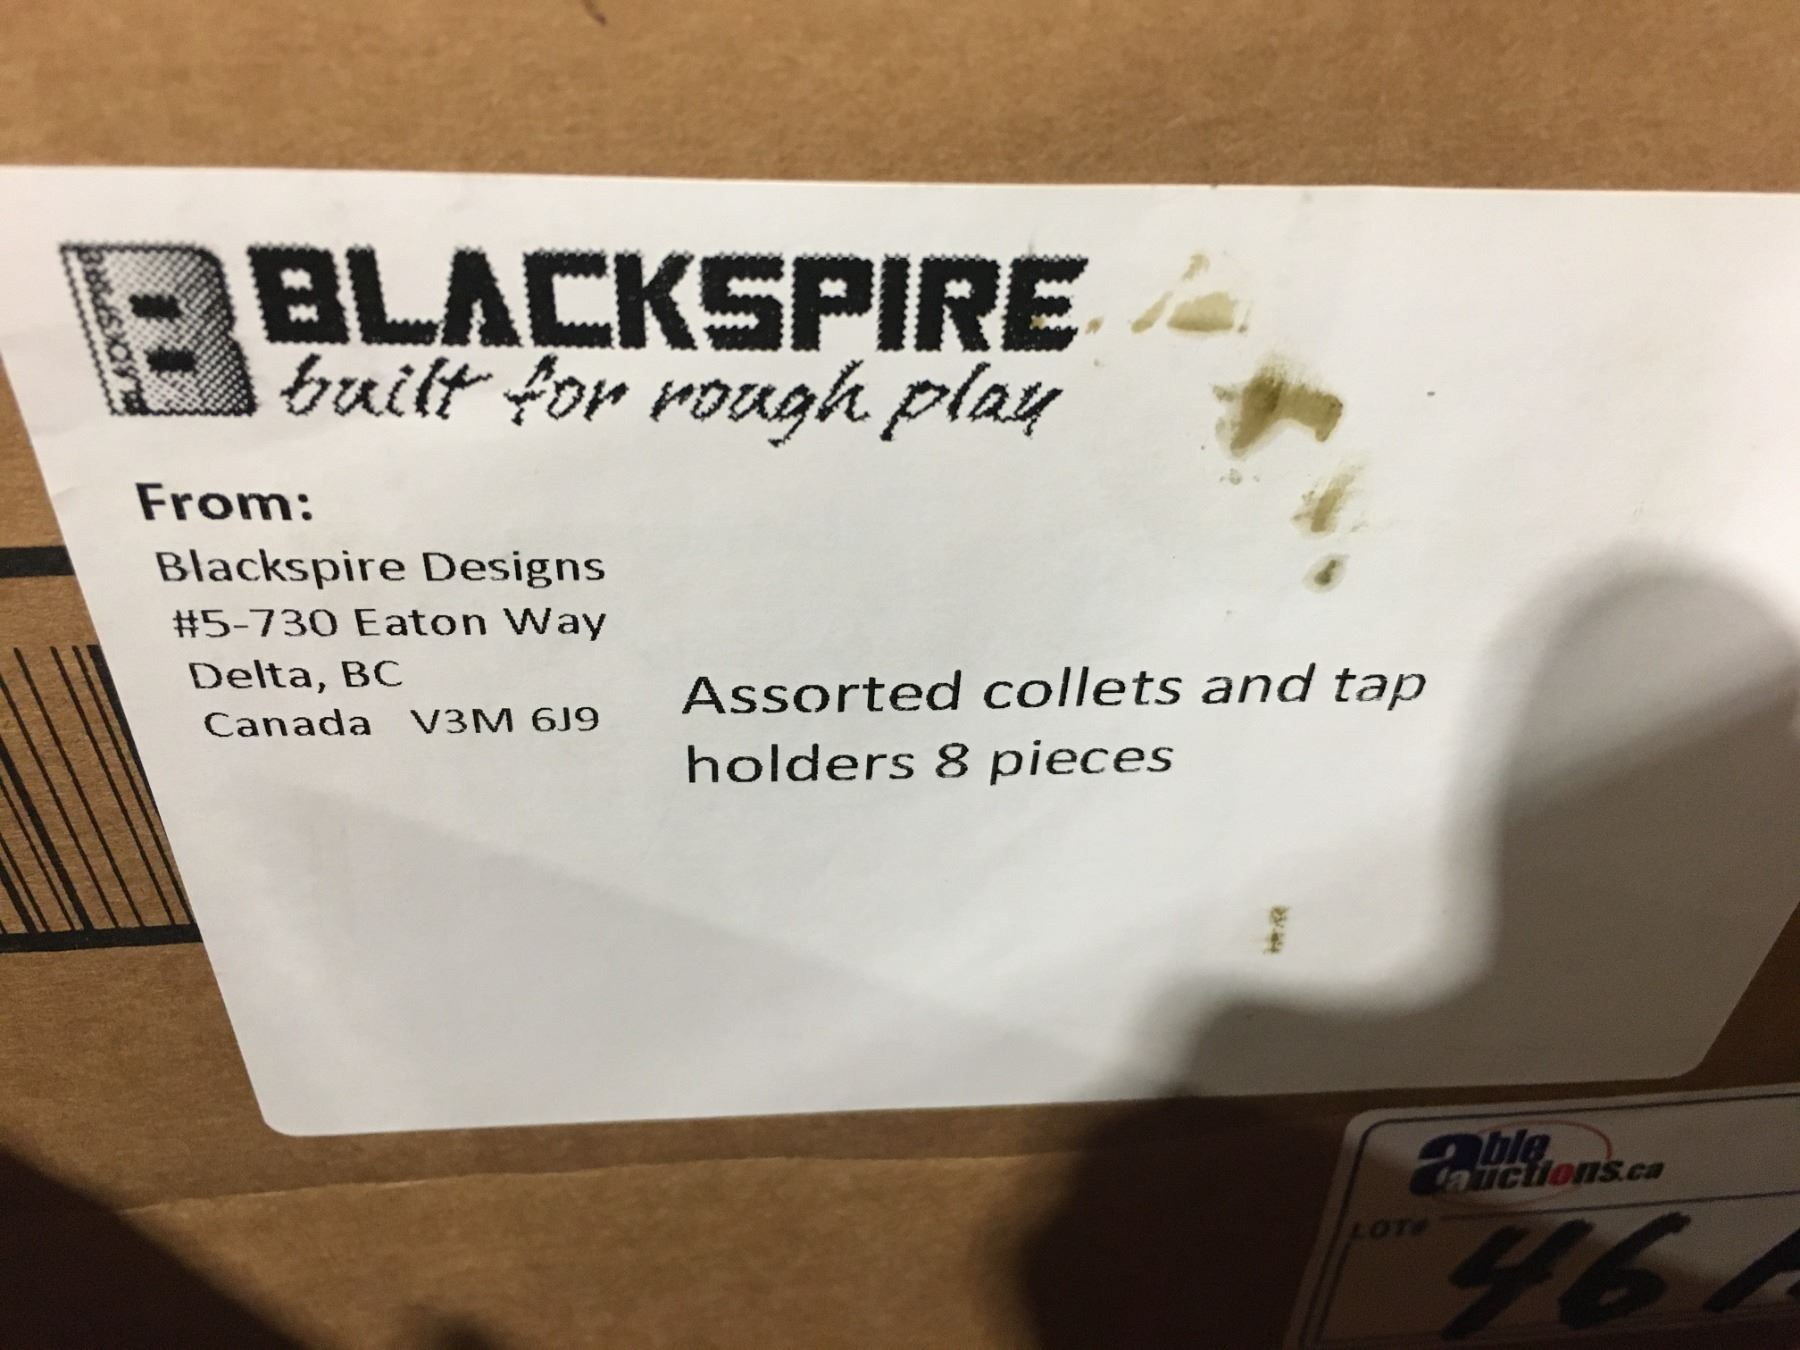 BLACKSPIRE
BLACKSPIRE
built for rough play
From:
Blackspire Designs
#5-730 Eaton Way
Delta, BC
Canada V3M 6J9
Assorted collets and tap
holders 8 pieces
able
auctions.ca
LOT#
46